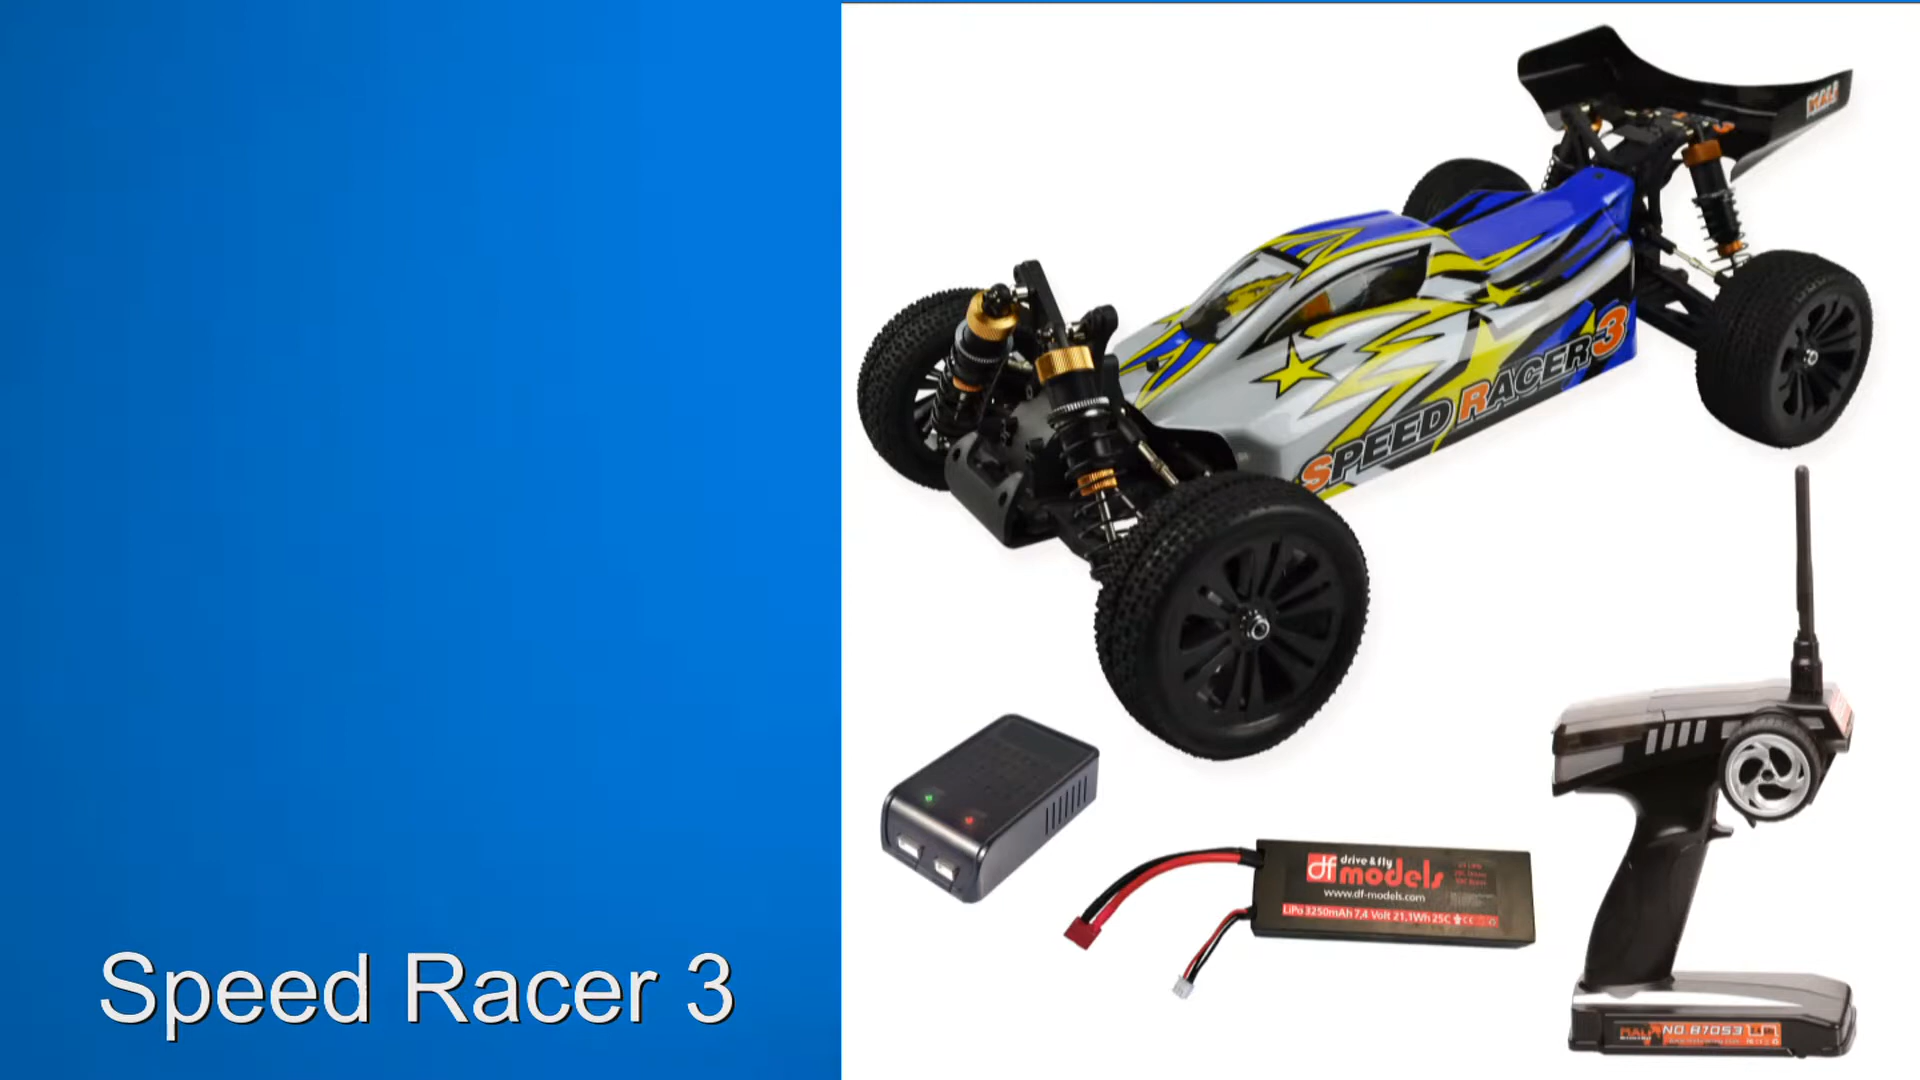 SPEED RACER 3
df drive & fly models
www.df-models.com
LiPo 3250mAh 7,4 Volt 21,1Wh 25C
NO 87053
Speed Racer 3